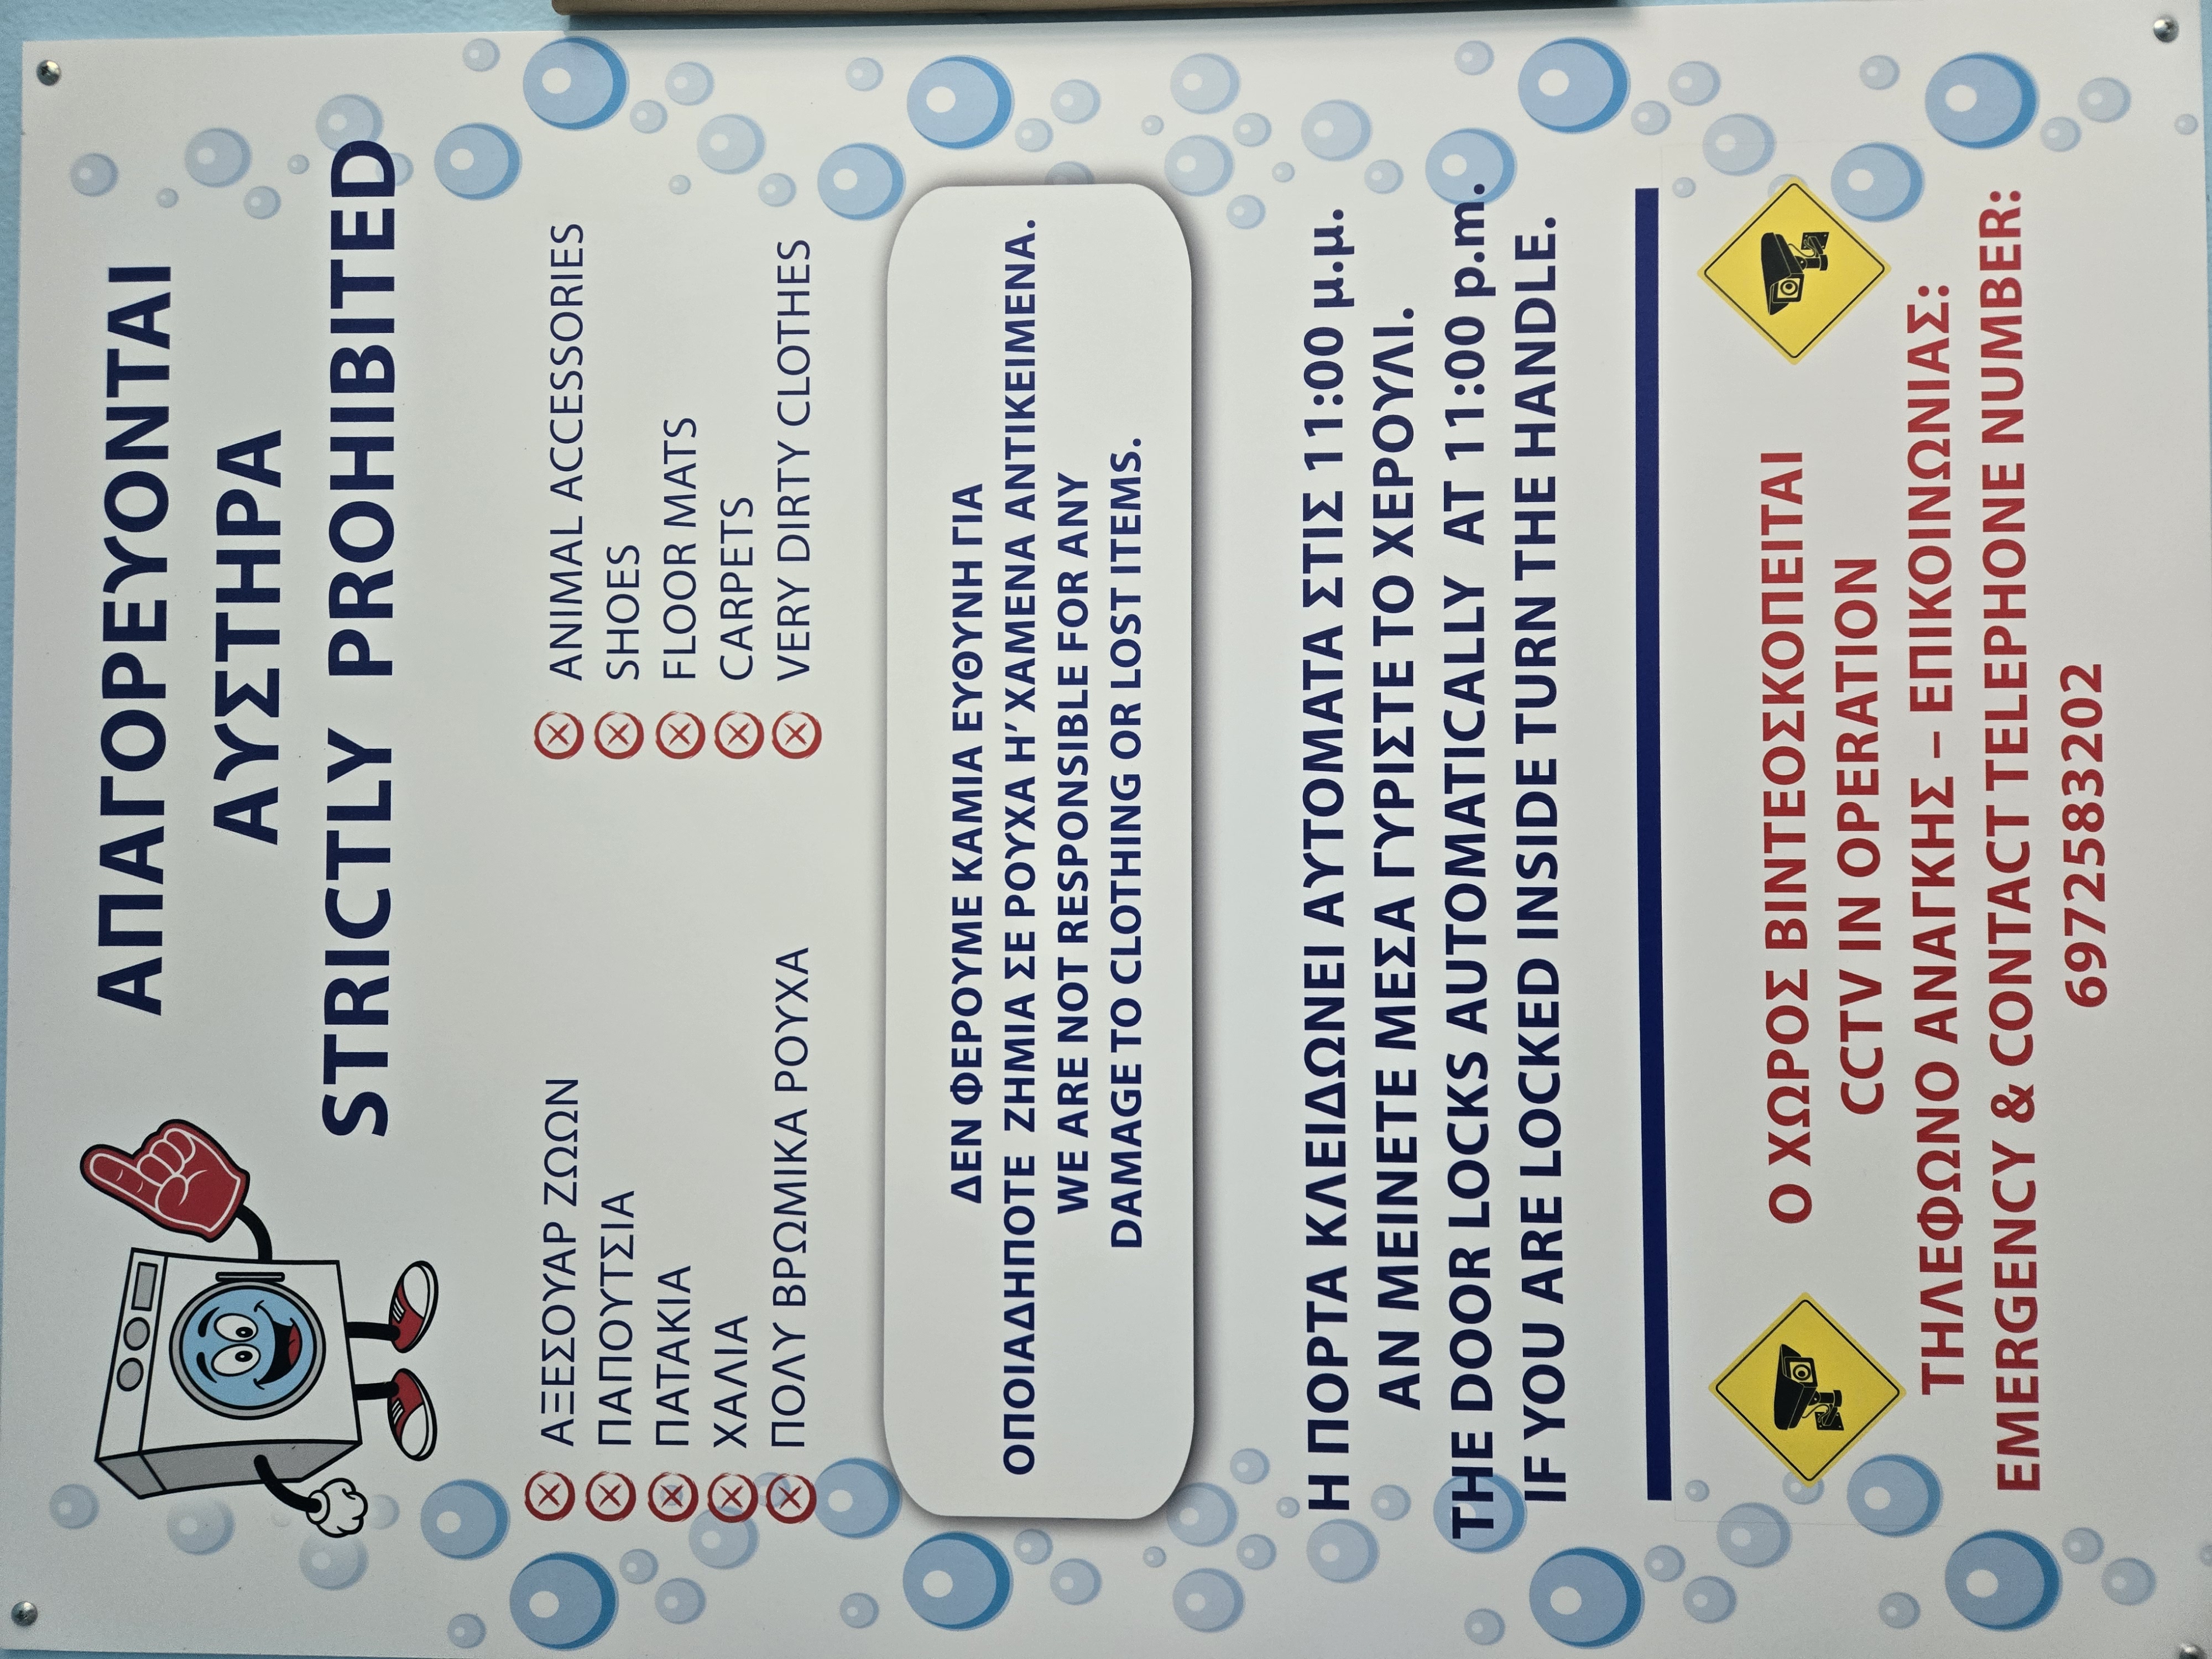 ΑΠΑΓΟΡΕΥΟΝΤΑΙ
ΑΥΣΤΗΡΑ
STRICTLY PROHIBITED
ΑΞΕΣΟΥΑΡ ΖΩΩΝ
ΠΑΠΟΥΤΣΙΑ
ΠΑΤΑΚΙΑ
ΧΑΛΙΑ
ΠΟΛΥ ΒΡΩΜΙΚΑ ΡΟΥΧΑ
ANIMAL ACCESSORIES
SHOES
FLOOR MATS
CARPETS
VERY DIRTY CLOTHES
ΔΕΝ ΦΕΡΟΥΜΕ ΚΑΜΙΑ ΕΥΘΥΝΗ ΓΙΑ
ΟΠΟΙΑΔΗΠΟΤΕ ΖΗΜΙΑ ΣΕ ΡΟΥΧΑ Η’ ΧΑΜΕΝΑ ΑΝΤΙΚΕΙΜΕΝΑ.
WE ARE NOT RESPONSIBLE FOR ANY
DAMAGE TO CLOTHING OR LOST ITEMS.
Η ΠΟΡΤΑ ΚΛΕΙΔΩΝΕΙ ΑΥΤΟΜΑΤΑ ΣΤΙΣ 11:00 μ.μ.
ΑΝ ΜΕΙΝΕΤΕ ΜΕΣΑ ΓΥΡΙΣΤΕ ΤΟ ΧΕΡΟΥΛΙ.
THE DOOR LOCKS AUTOMATICALLY AT 11:00 p.m.
IF YOU ARE LOCKED INSIDE TURN THE HANDLE.
Ο ΧΩΡΟΣ ΒΙΝΤΕΟΣΚΟΠΕΙΤΑΙ
CCTV IN OPERATION
ΤΗΛΕΦΩΝΟ ΑΝΑΓΚΗΣ – ΕΠΙΚΟΙΝΩΝΙΑΣ:
EMERGENCY & CONTACT TELEPHONE NUMBER:
6972583202